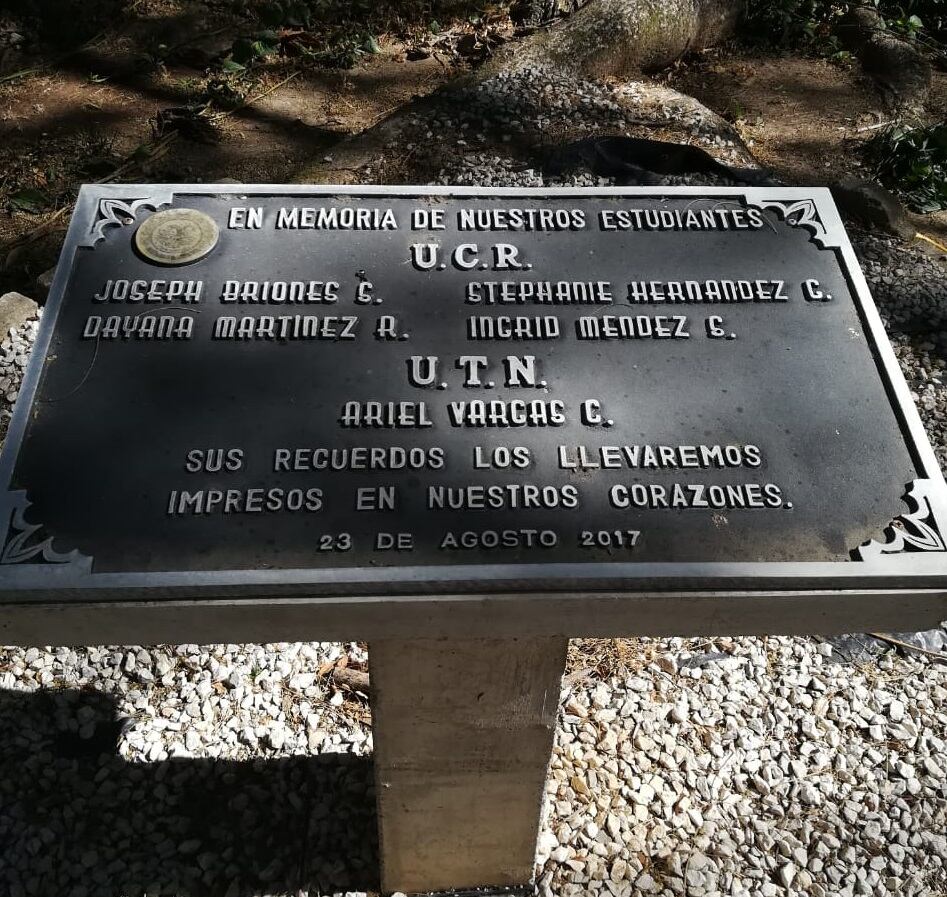 EN MEMORIA DE NUESTROS ESTUDIANTES
U.C.R.
JOSEPH BRIONES S. STEPHANIE HERNANDEZ G.
DAYANA MARTÍNEZ R. INGRID MENDEZ S.
U.T.N.
ARIEL VARGAS C.
SUS RECUERDOS LOS LLEVAREMOS
IMPRESOS EN NUESTROS CORAZONES.
23 DE AGOSTO 2017